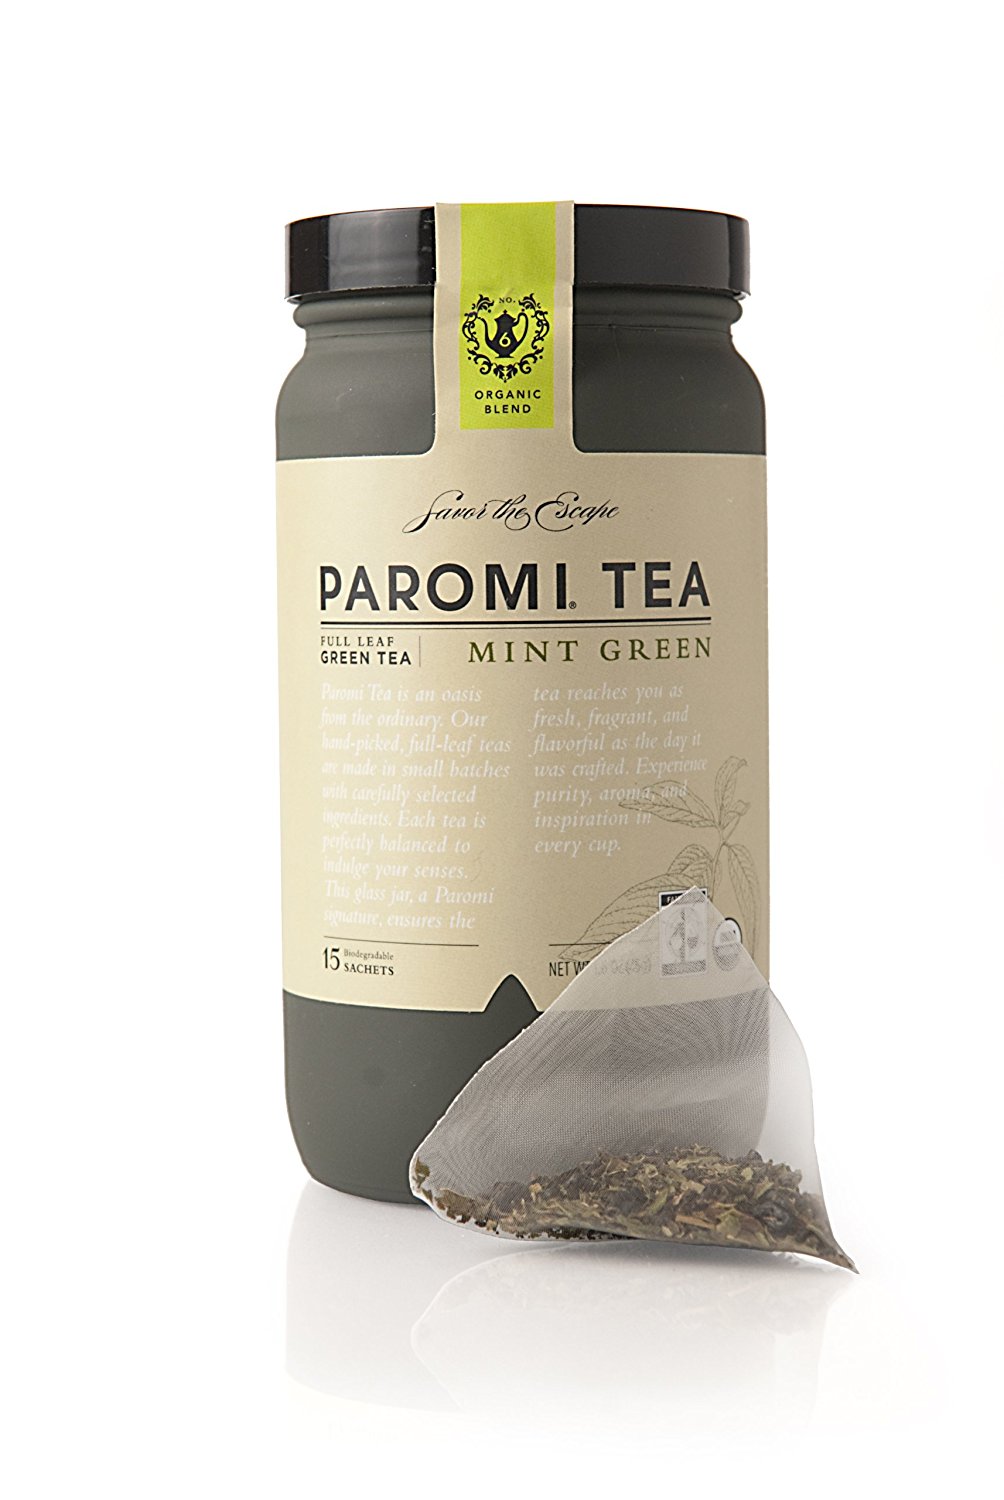 NO.
6
ORGANIC
BLEND
Savor the Escape
PAROMI® TEA
FULL LEAF
GREEN TEA
MINT GREEN
Paromi Tea is an oasis
from the ordinary. Our
hand-picked, full-leaf teas
are made in small batches
with carefully selected
ingredients. Each tea is
perfectly balanced to
indulge your senses.
This glass jar, a Paromi
signature, ensures the
tea reaches you as
fresh, fragrant, and
flavorful as the day it
was crafted. Experience
purity, aroma, and
inspiration in
every cup.
15 Biodegradable
SACHETS
NET